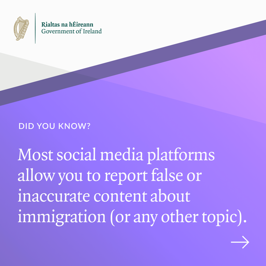 Rialtas na hÉireann
Government of Ireland
DID YOU KNOW?
Most social media platforms
allow you to report false or
inaccurate content about
immigration (or any other topic).